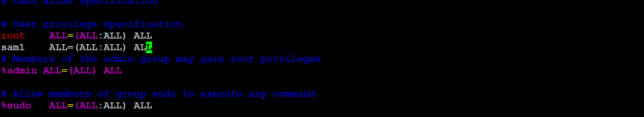 # Cmnd alias specification
# User privilege specification
root    ALL=(ALL:ALL) ALL
sam1    ALL=(ALL:ALL) ALL
# Members of the admin group may gain root privileges
%admin ALL=(ALL) ALL
# Allow members of group sudo to execute any command
%sudo   ALL=(ALL:ALL) ALL